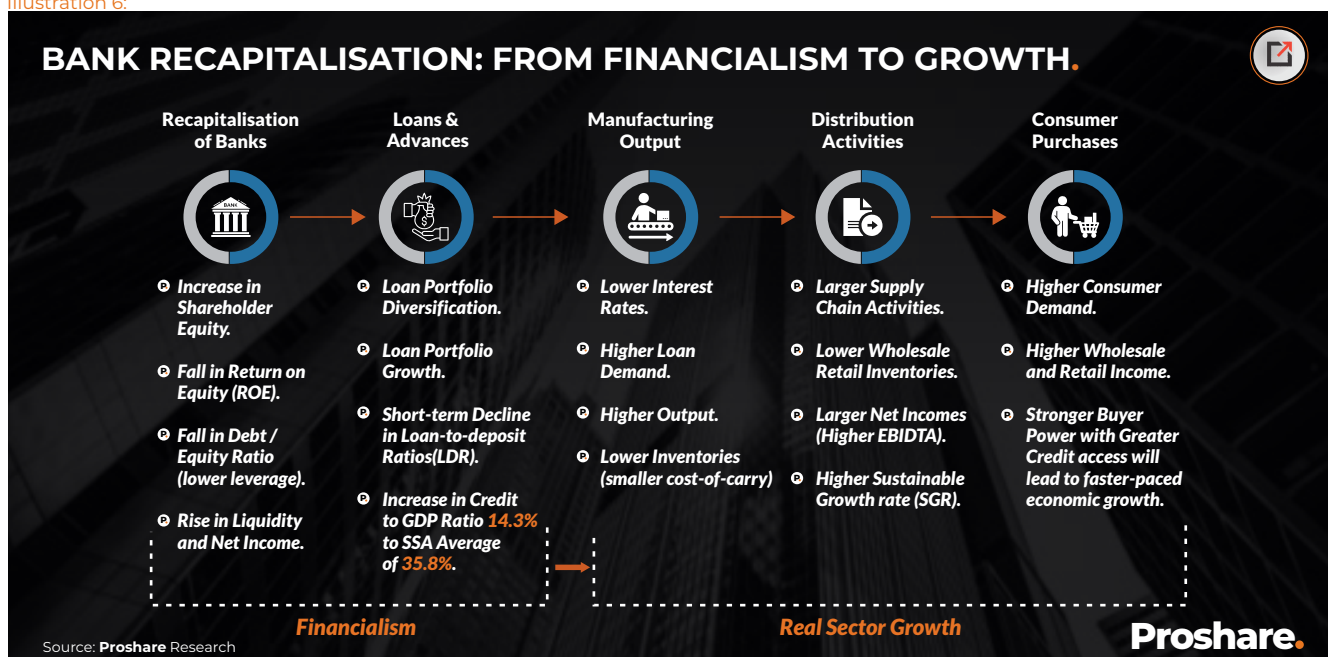 Illustration 6:
BANK RECAPITALISATION: FROM FINANCIALISM TO GROWTH.
Recapitalisation
of Banks
BANK
Increase in
Shareholder
Equity.
Fall in Return on
Equity (ROE).
Fall in Debt /
Equity Ratio
(lower leverage).
Rise in Liquidity
and Net Income.
Loans &
Advances
Loan Portfolio
Diversification.
Loan Portfolio
Growth.
Short-term Decline
in Loan-to-deposit
Ratios(LDR).
Increase in Credit
to GDP Ratio 14.3%
to SSA Average
of 35.8%.
Manufacturing
Output
Lower Interest
Rates.
Higher Loan
Demand.
Higher Output.
Lower Inventories
(smaller cost-of-carry)
Distribution
Activities
Larger Supply
Chain Activities.
Lower Wholesale
Retail Inventories.
Larger Net Incomes
(Higher EBIDTA).
Higher Sustainable
Growth rate (SGR).
Consumer
Purchases
Higher Consumer
Demand.
Higher Wholesale
and Retail Income.
Stronger Buyer
Power with Greater
Credit access will
lead to faster-paced
economic growth.
Financialism
Real Sector Growth
Source: Proshare Research
Proshare.